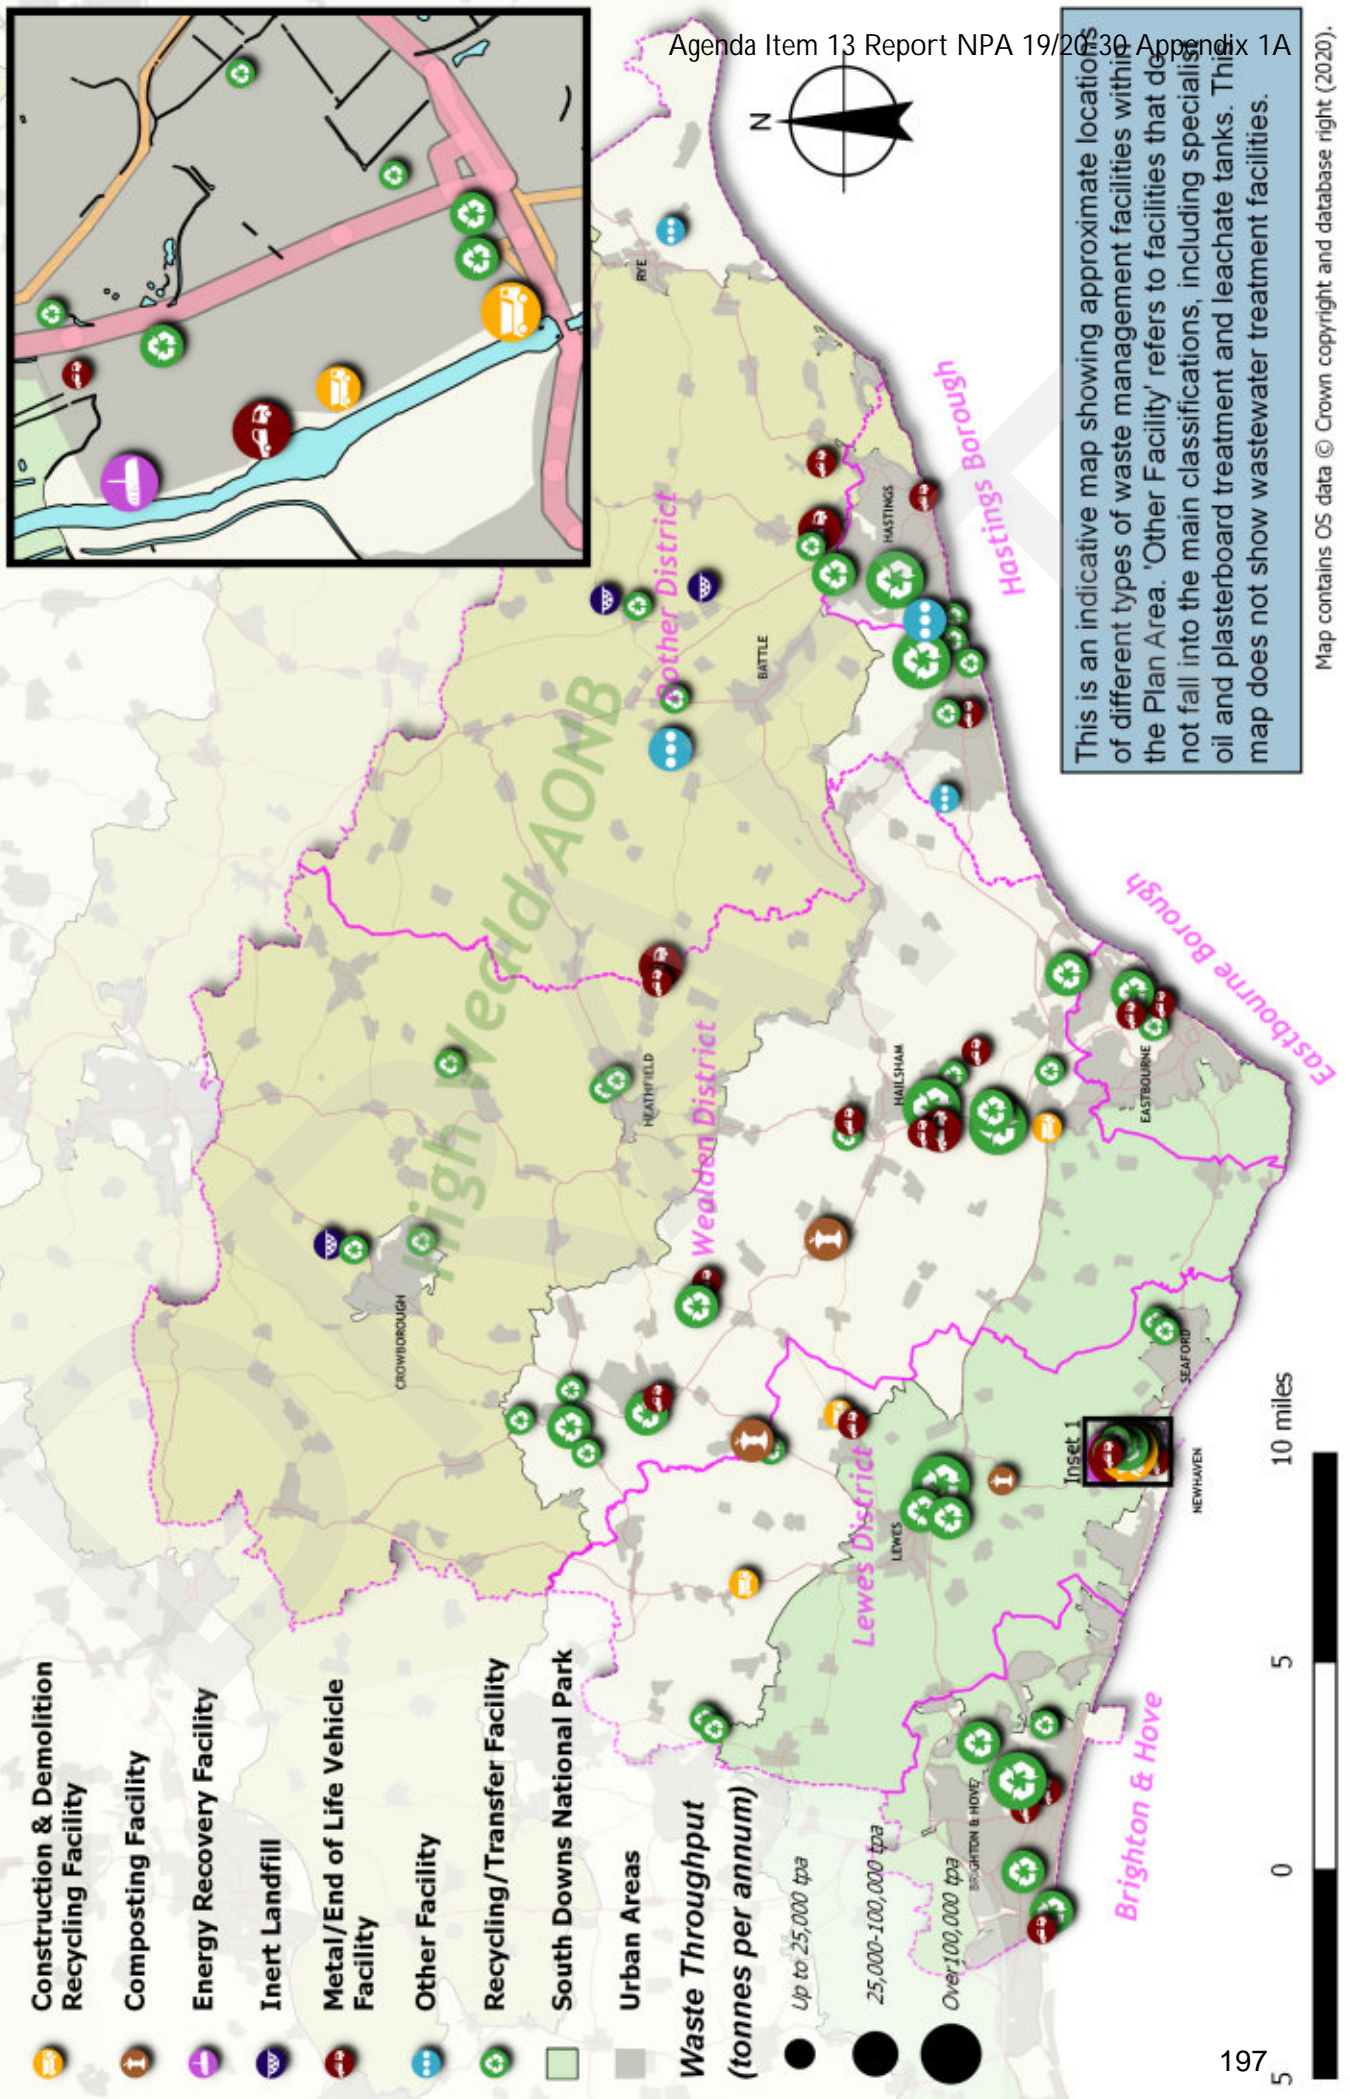 Agenda Item 13 Report NPA 19/20-30 Appendix 1A
Construction & Demolition
Recycling Facility
Composting Facility
Energy Recovery Facility
Inert Landfill
Metal/End of Life Vehicle
Facility
Other Facility
Recycling/Transfer Facility
South Downs National Park
Urban Areas
Waste Throughput
(tonnes per annum)
Up to 25,000 tpa
25,000-100,000 tpa
Over100,000 tpa
High Weald AONB
CROWBOROUGH
HEATHFIELD
Wealden District
Rother District
BATTLE
RYE
N
HASTINGS
Hastings Borough
HAILSHAM
EASTBOURNE
Eastbourne Borough
Lewes District
LEWES
SEAFORD
Inset 1
NEWHAVEN
BRIGHTON & HOVE
Brighton & Hove
5
0
5
10 miles
This is an indicative map showing approximate locations
of different types of waste management facilities within
the Plan Area. 'Other Facility' refers to facilities that do
not fall into the main classifications, including specialist
oil and plasterboard treatment and leachate tanks. This
map does not show wastewater treatment facilities.
Map contains OS data © Crown copyright and database right (2020).
197